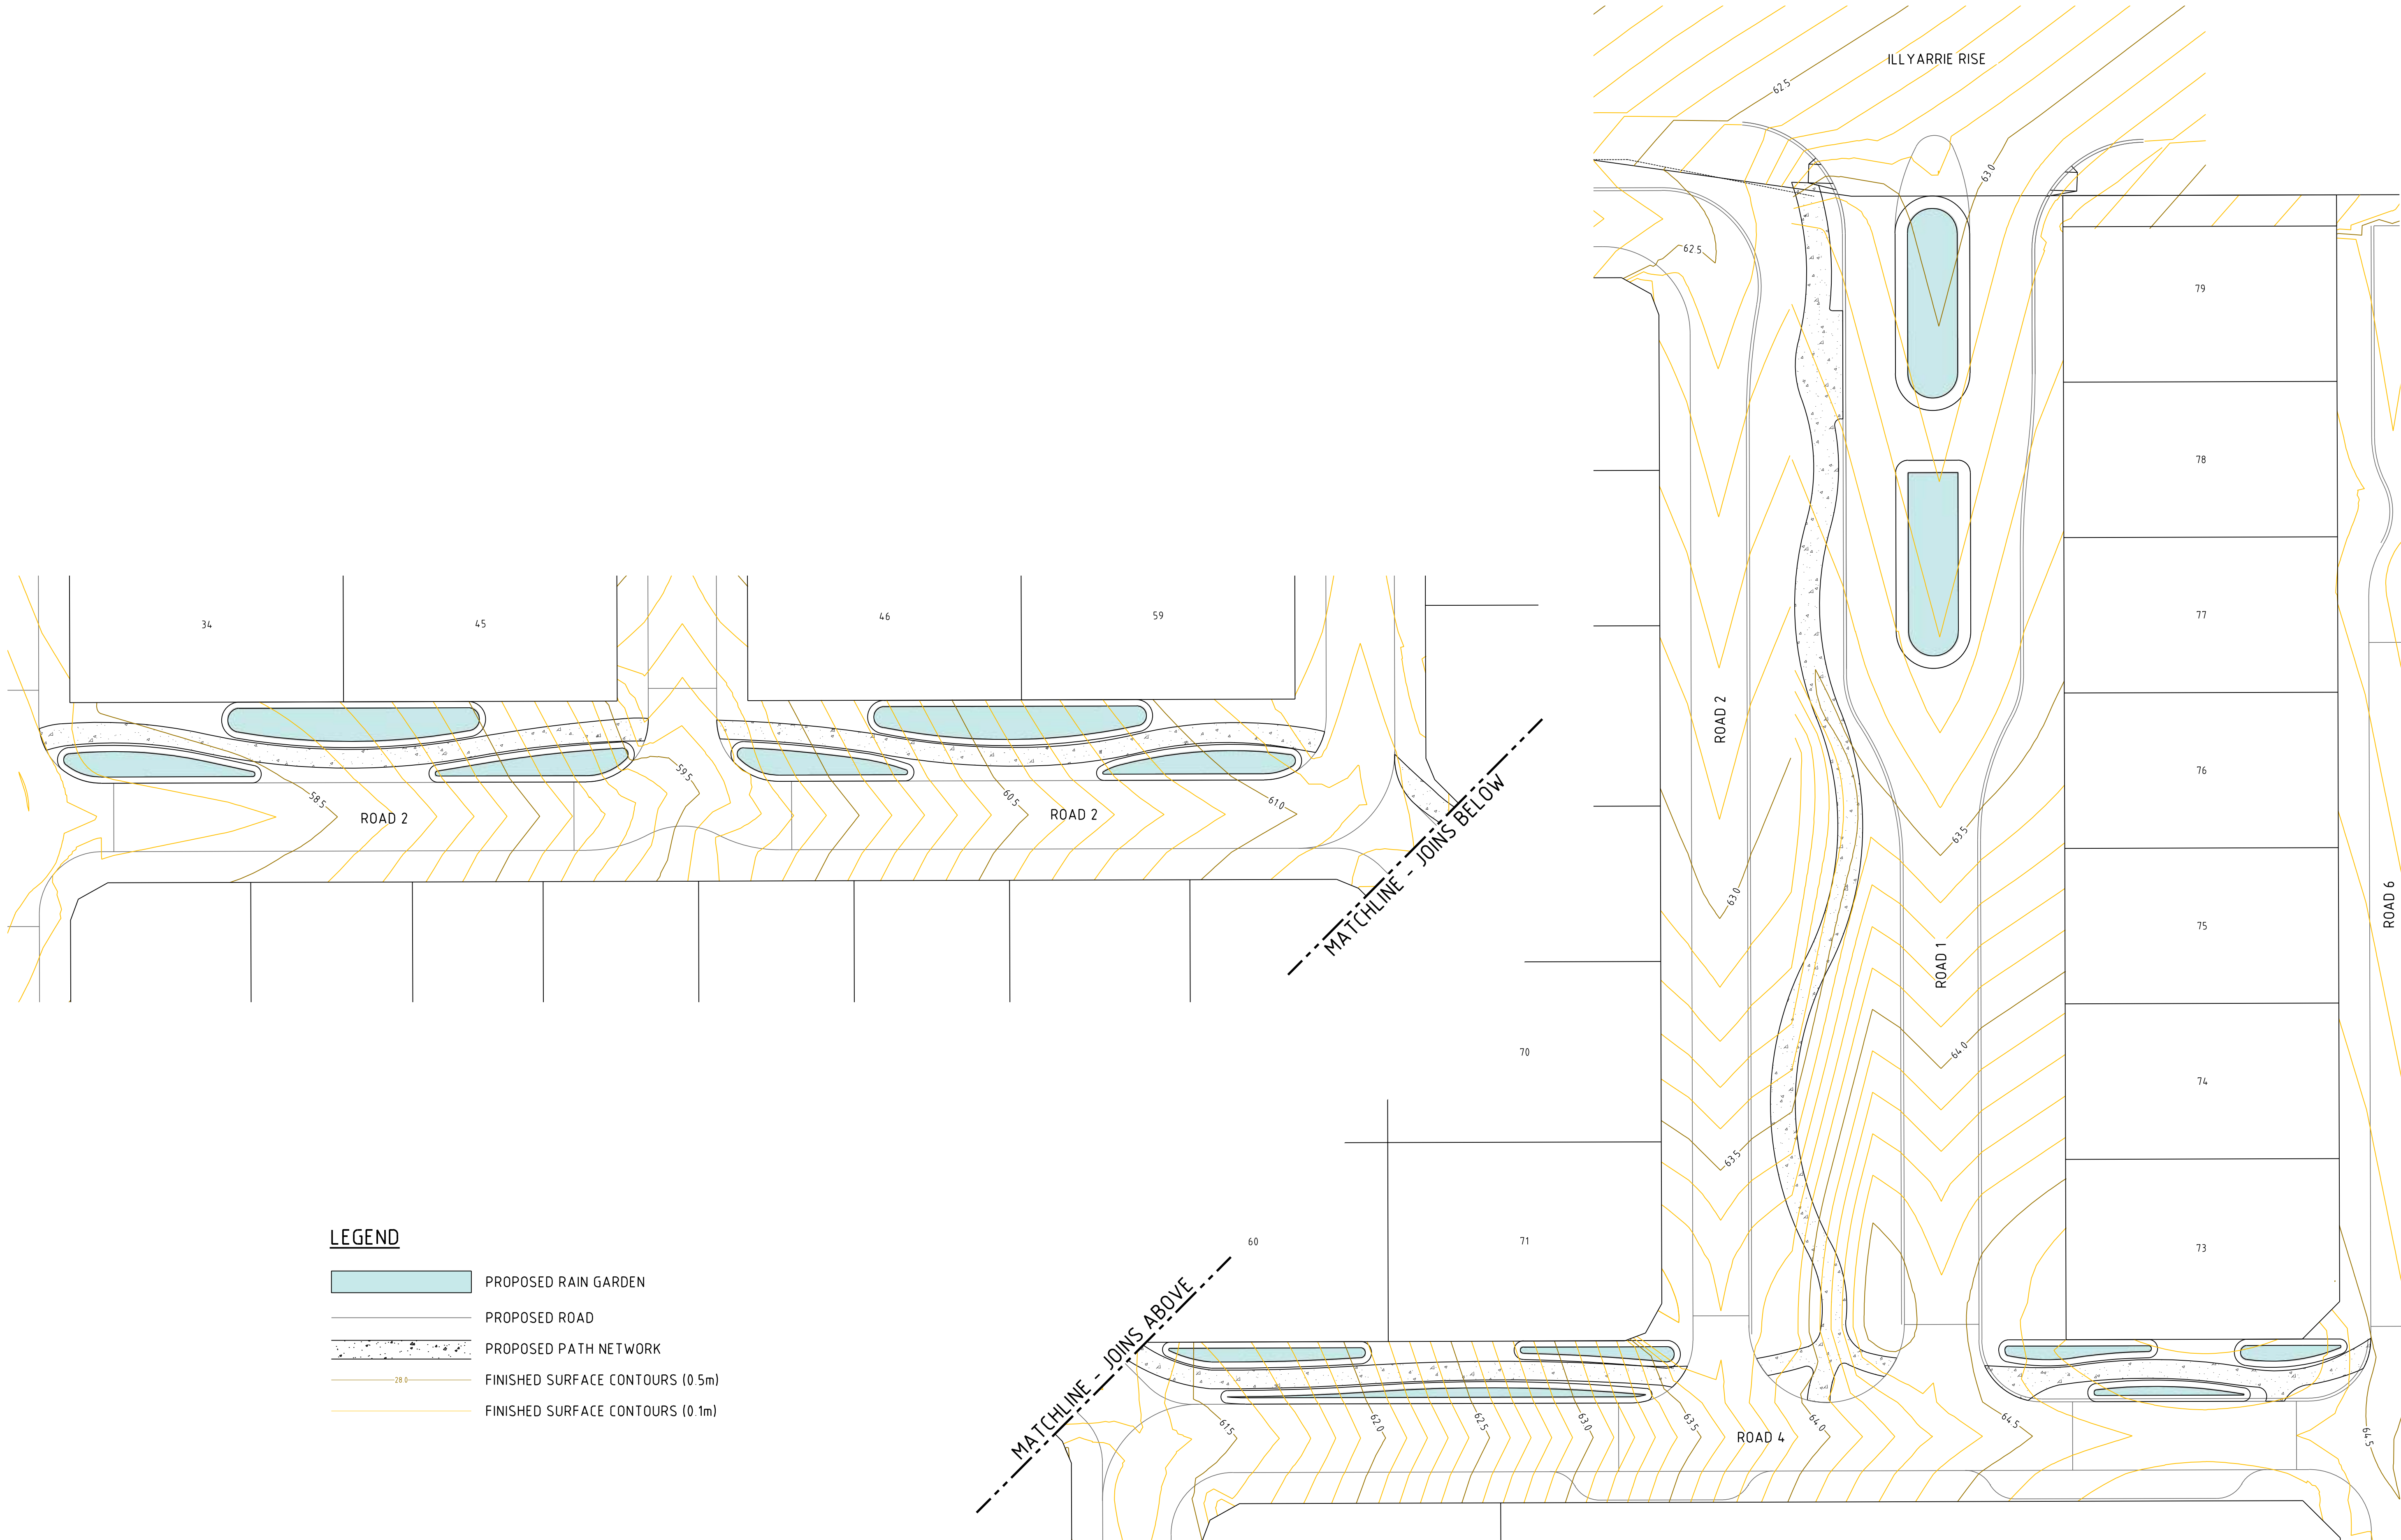 ILLYARRIE RISE
62.5
63.0
62.5
79
78
77
76
75
74
73
ROAD 2
63.0
63.5
ROAD 1
64.0
63.5
ROAD 6
34
45
46
59
58.5
ROAD 2
59.5
60.5
ROAD 2
61.0
MATCHLINE - JOINS BELOW
70
60
71
MATCHLINE - JOINS ABOVE
61.5
62.0
62.5
63.0
63.5
ROAD 4
64.0
64.5
64.5
LEGEND
PROPOSED RAIN GARDEN
PROPOSED ROAD
PROPOSED PATH NETWORK
28.0
FINISHED SURFACE CONTOURS (0.5m)
FINISHED SURFACE CONTOURS (0.1m)